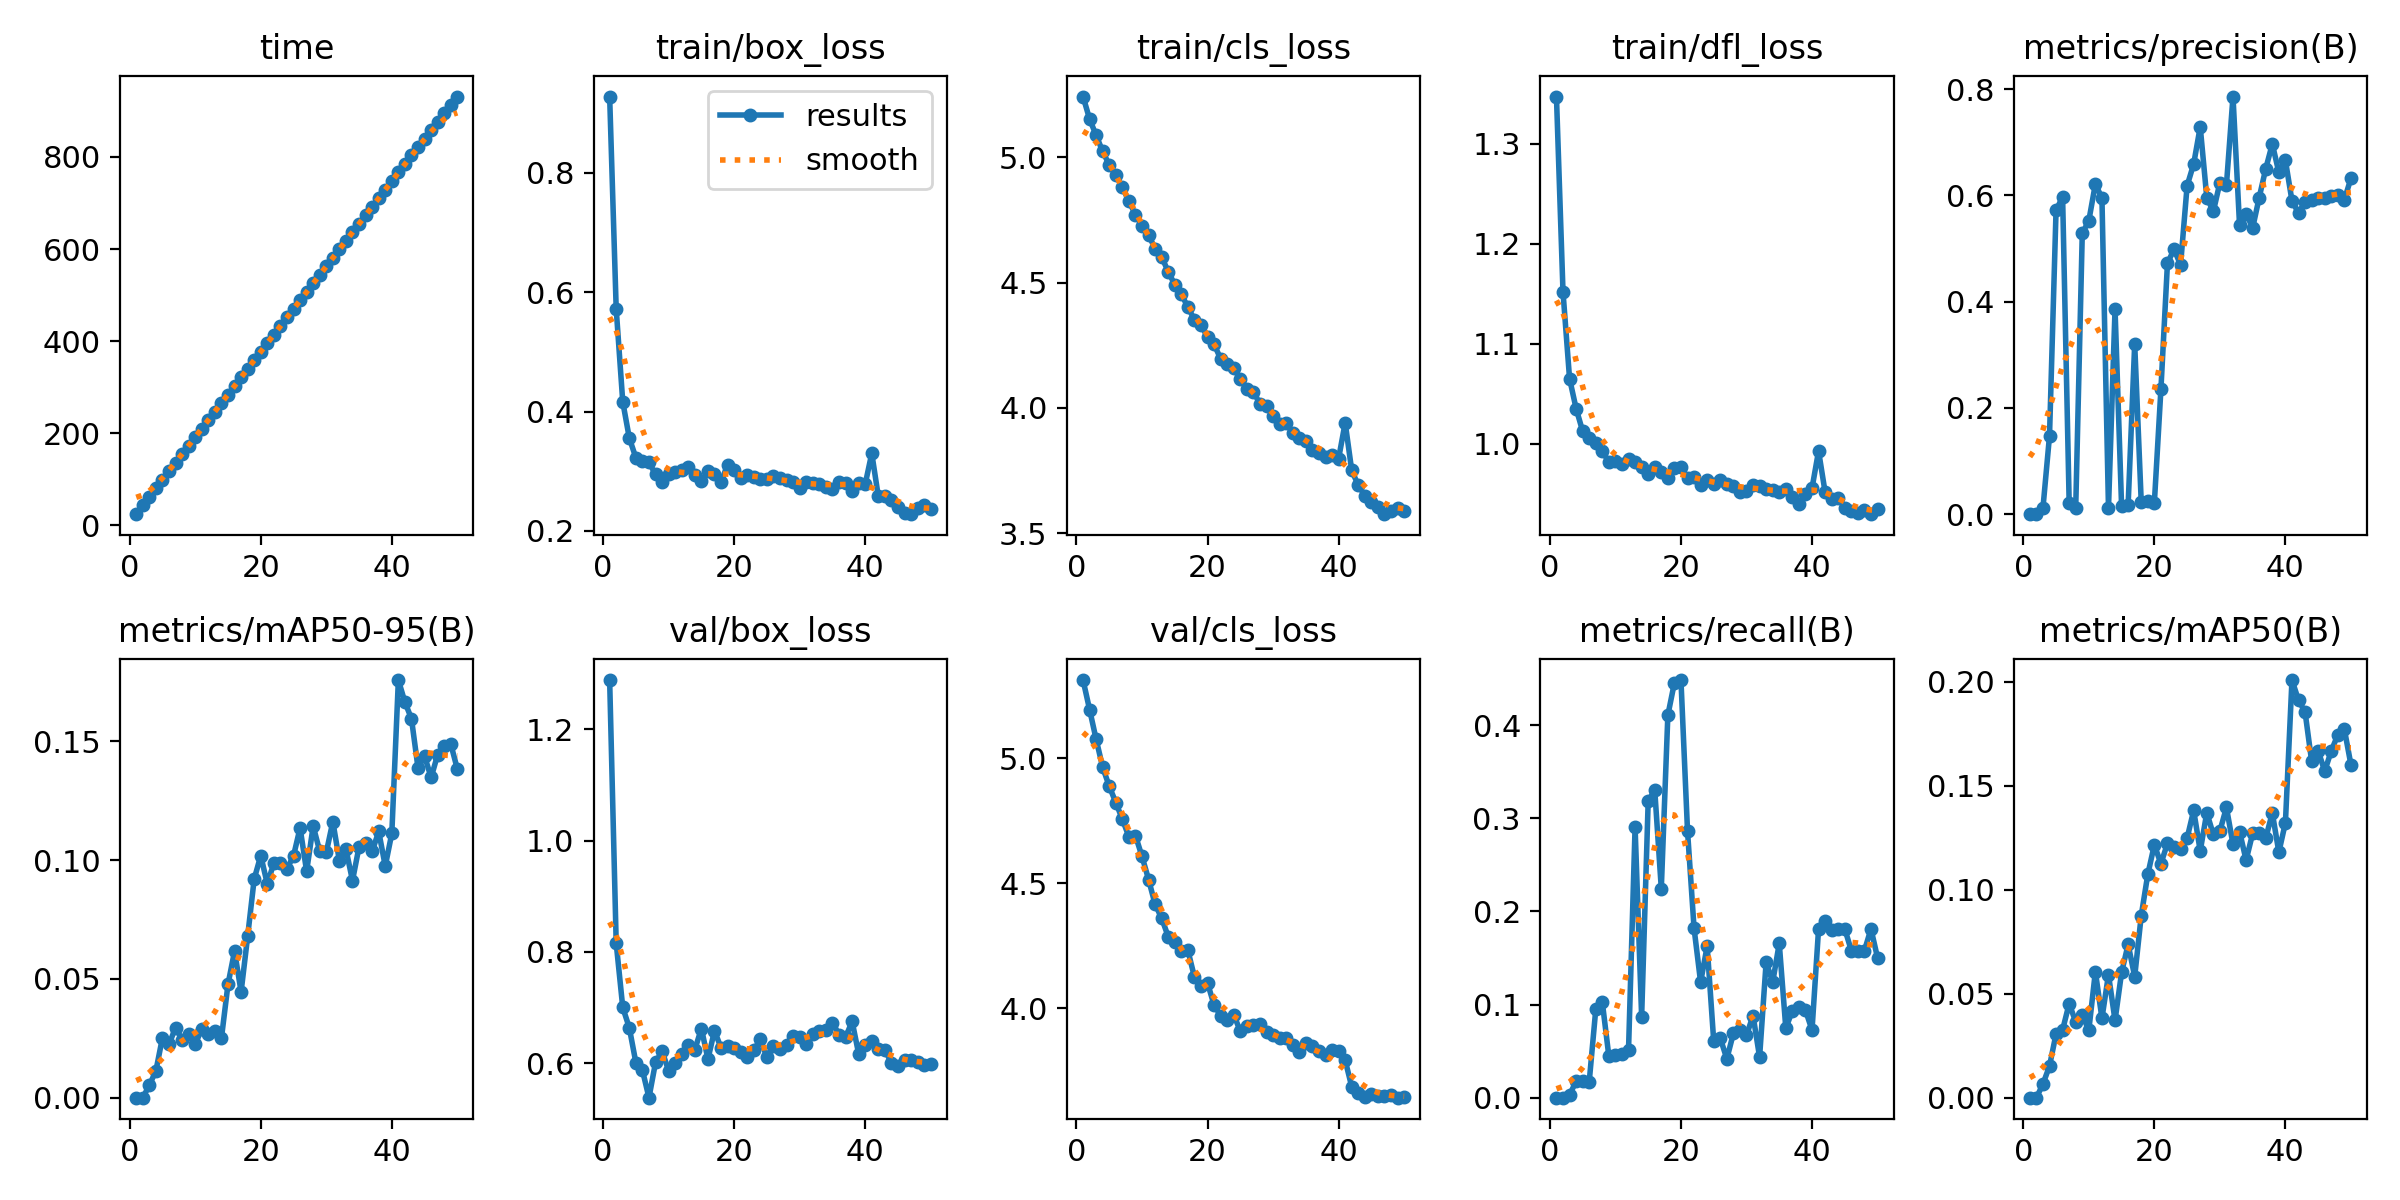 time
800
600
400
200
0
0 20 40
train/box_loss
results
smooth
0.8
0.6
0.4
0.2
0 20 40
train/cls_loss
5.0
4.5
4.0
3.5
0 20 40
train/dfl_loss
1.3
1.2
1.1
1.0
0 20 40
metrics/precision(B)
0.8
0.6
0.4
0.2
0.0
0 20 40
metrics/mAP50-95(B)
0.15
0.10
0.05
0.00
0 20 40
val/box_loss
1.2
1.0
0.8
0.6
0 20 40
val/cls_loss
5.0
4.5
4.0
0 20 40
metrics/recall(B)
0.4
0.3
0.2
0.1
0.0
0 20 40
metrics/mAP50(B)
0.20
0.15
0.10
0.05
0.00
0 20 40